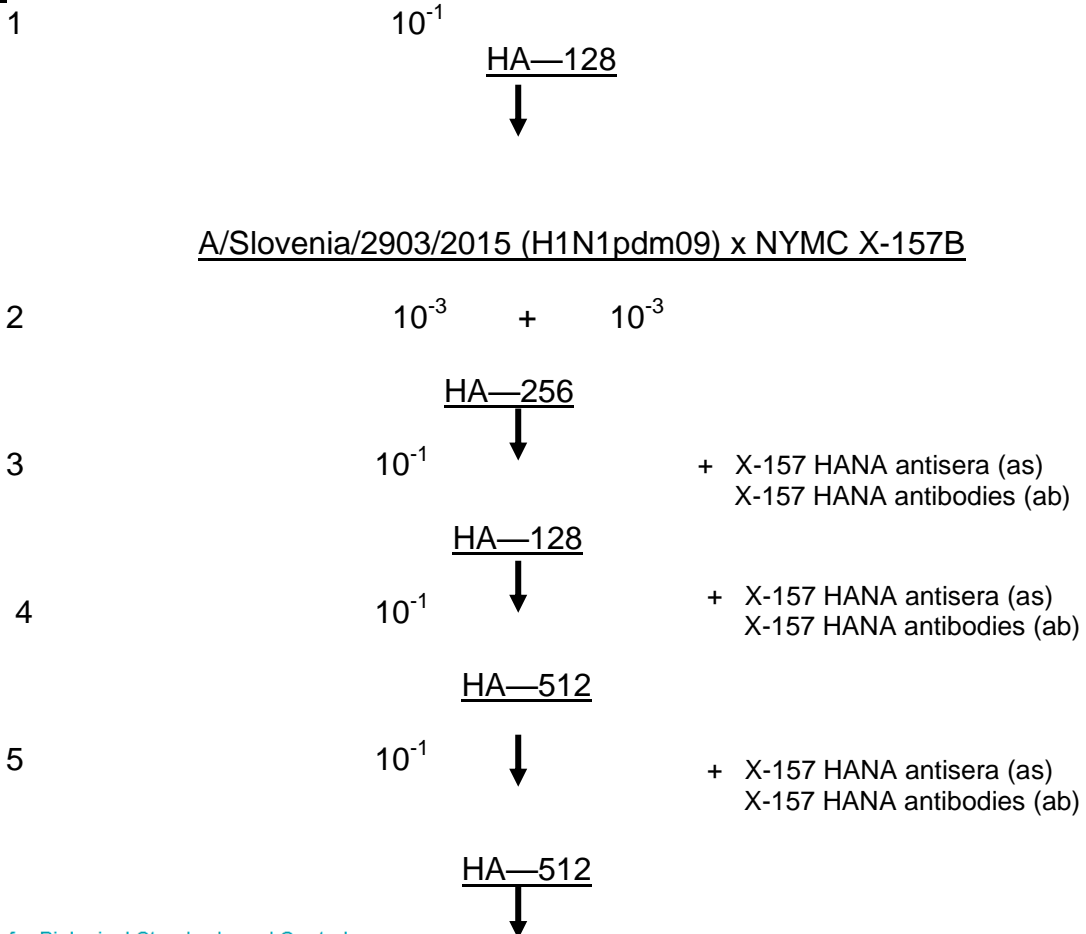 1 10⁻¹
HA—128
A/Slovenia/2903/2015 (H1N1pdm09) x NYMC X-157B
2 10⁻³ + 10⁻³
HA—256
3 10⁻¹ + X-157 HANA antisera (as)
X-157 HANA antibodies (ab)
HA—128
4 10⁻¹ + X-157 HANA antisera (as)
X-157 HANA antibodies (ab)
HA—512
5 10⁻¹ + X-157 HANA antisera (as)
X-157 HANA antibodies (ab)
HA—512